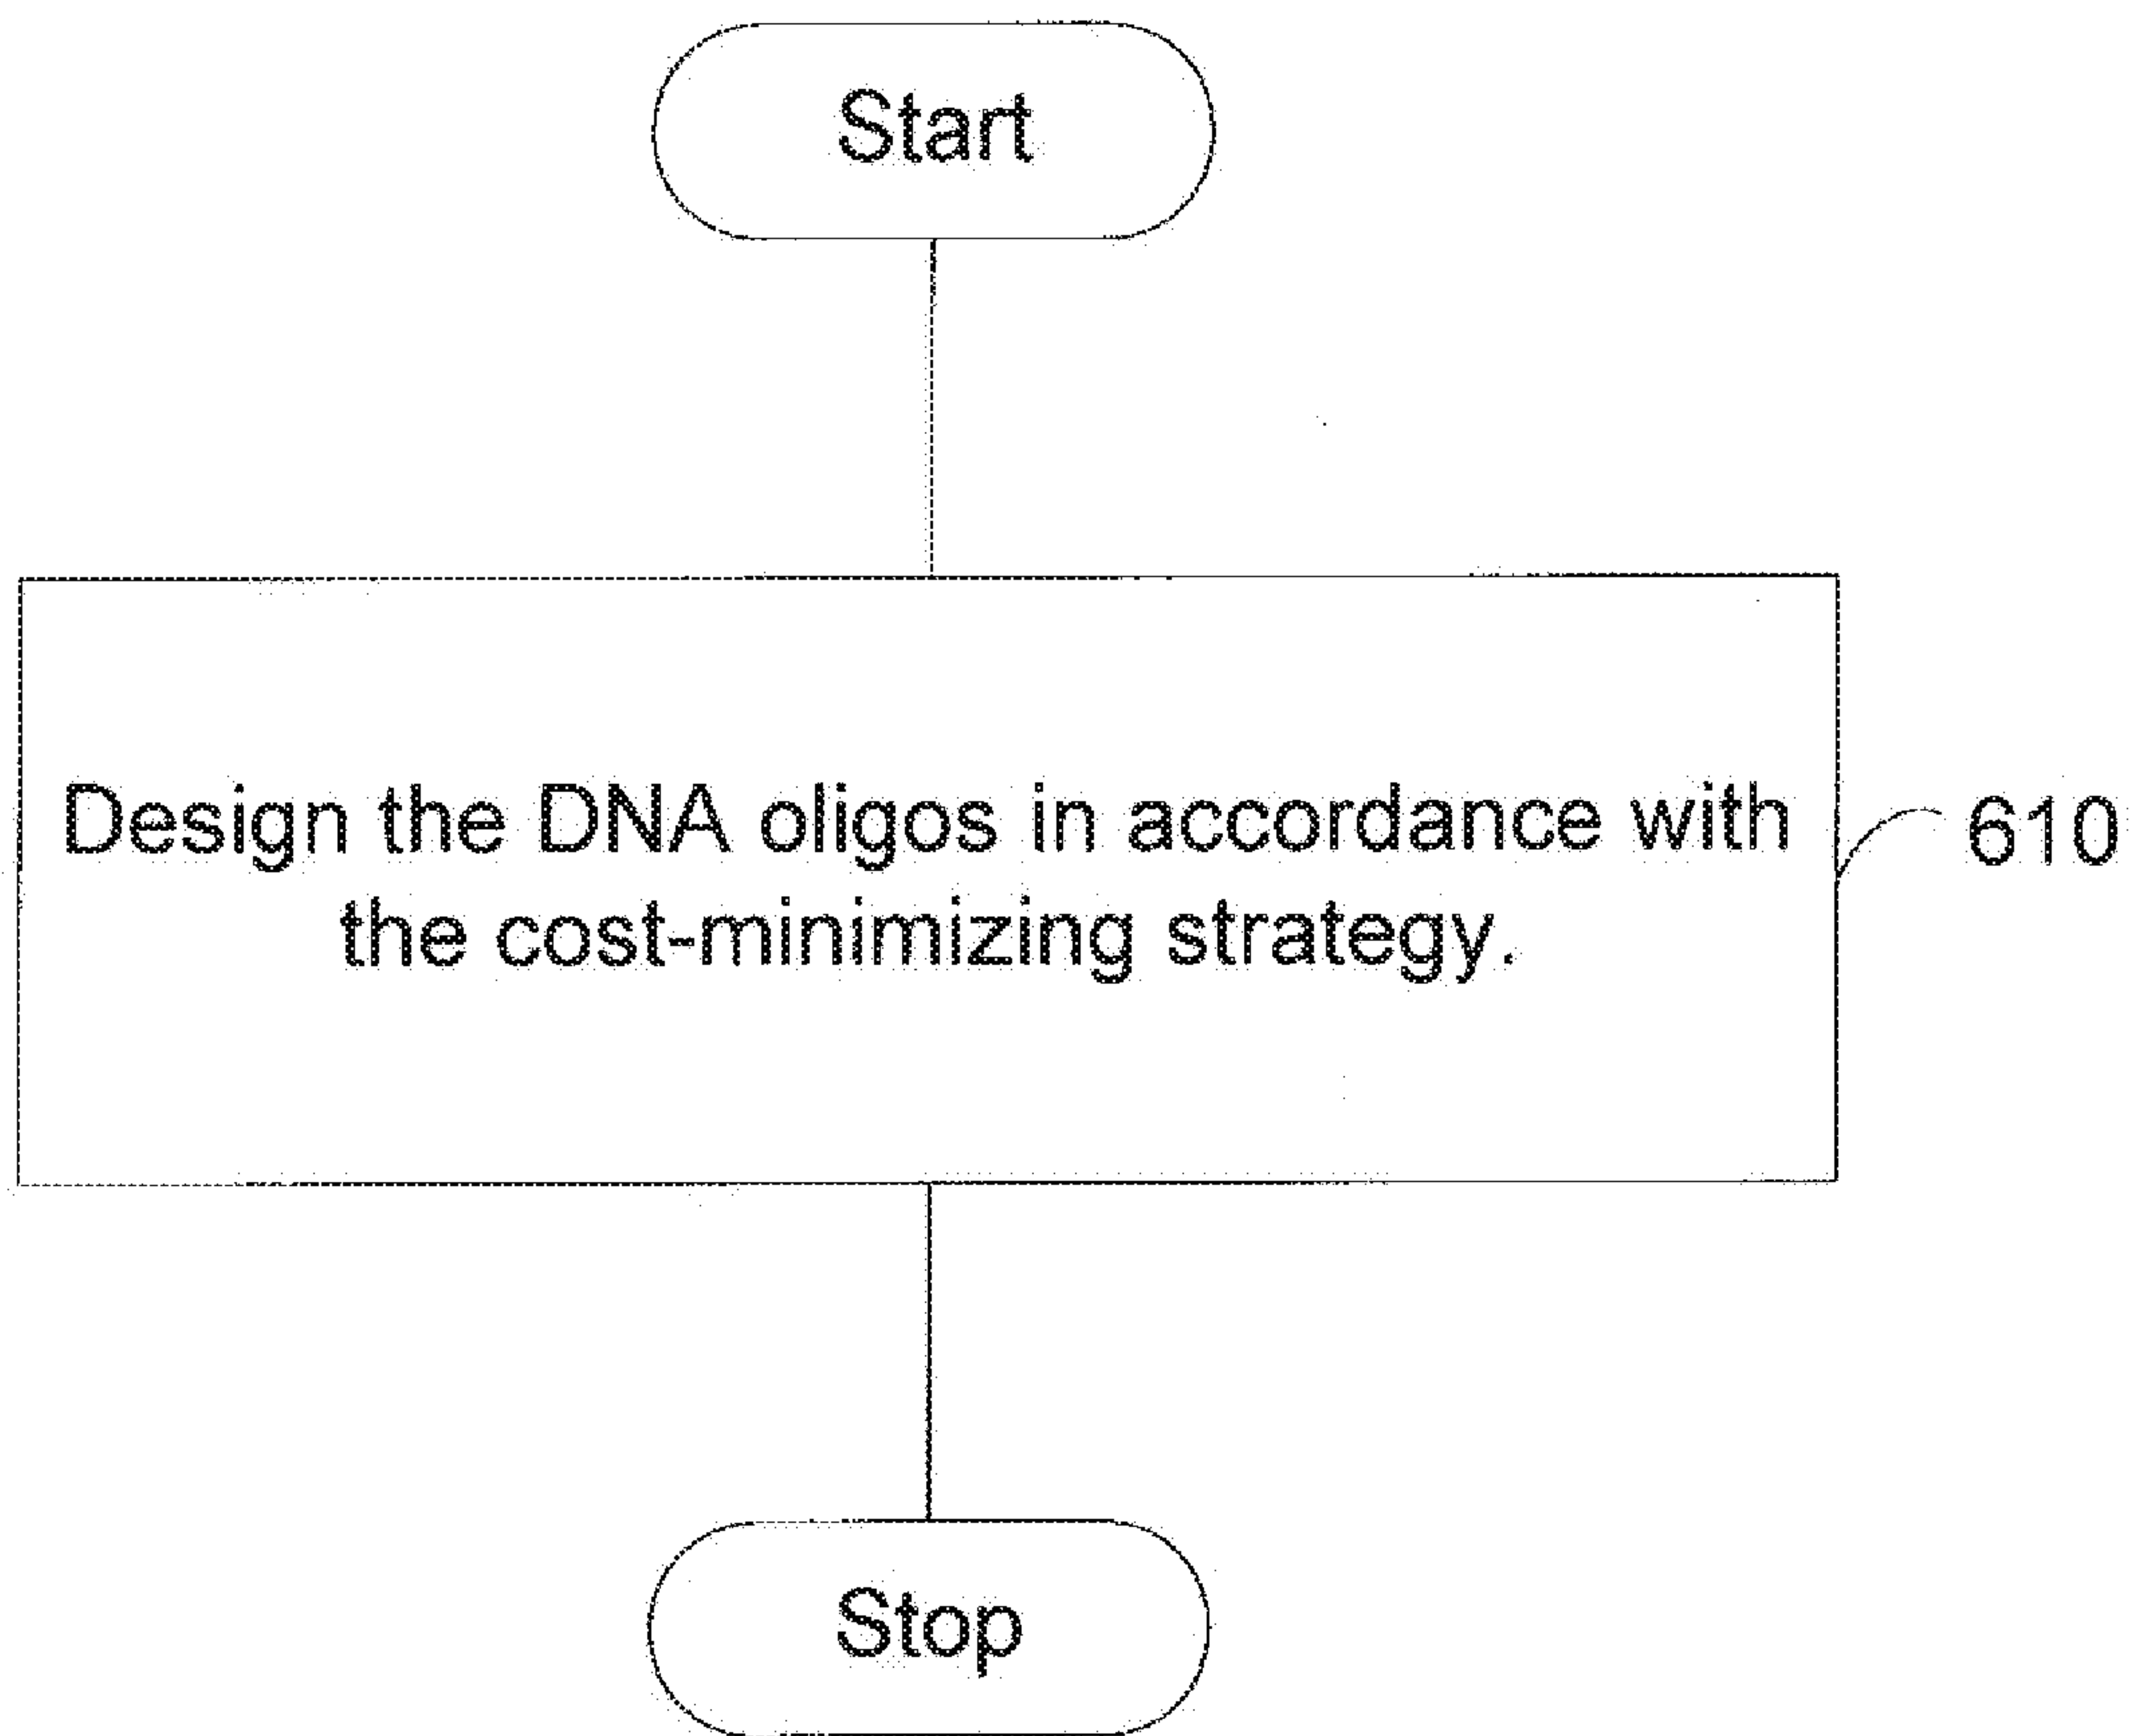 Start
Design the DNA oligos in accordance with
610
the cost-minimizing strategy.
Stop